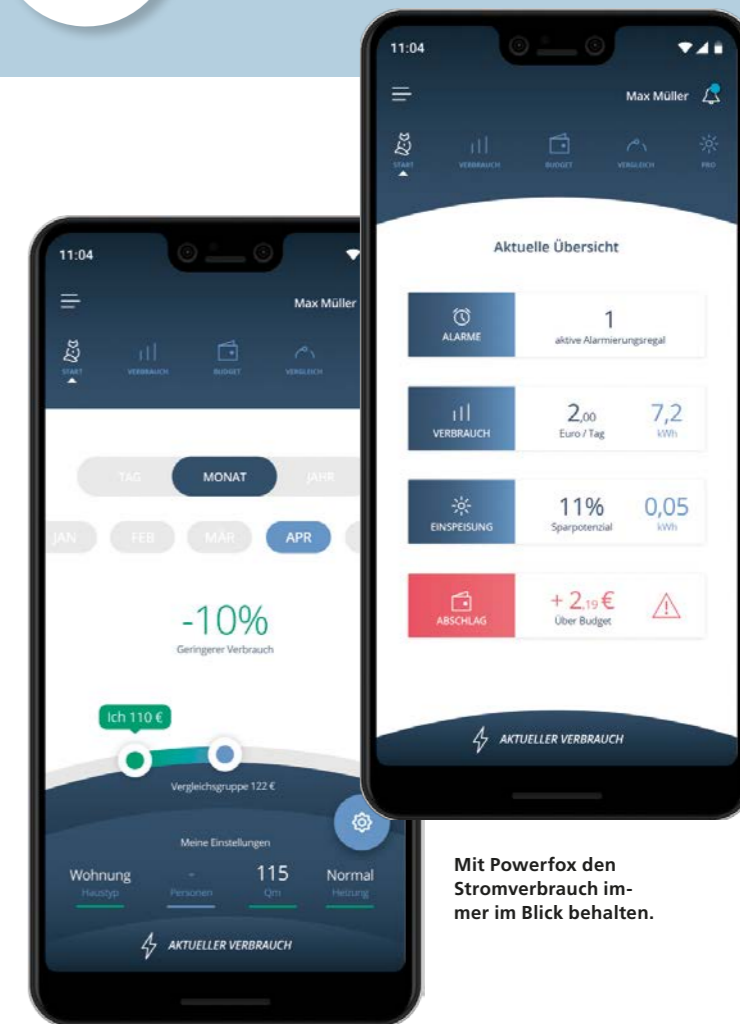 11:04
Max Müller
START
VERBRAUCH
BUDGET
VERGLEICH
PRO
Aktuelle Übersicht
ALARME
1
aktive Alarmierungsregal
VERBRAUCH
2,00
Euro / Tag
7,2
kWh
EINSPEISUNG
11%
Sparpotenzial
0,05
kWh
ABSCHLAG
+ 2,19 €
Über Budget
AKTUELLER VERBRAUCH
11:04
Max Müller
START
VERBRAUCH
BUDGET
VERGLEICH
TAG
MONAT
JAHR
JAN
FEB
MÄR
APR
-10%
Geringerer Verbrauch
Ich 110 €
Vergleichsgruppe 122 €
Meine Einstellungen
Wohnung
-
115
Normal
Haustyp
Personen
Qm
Heizung
AKTUELLER VERBRAUCH
Mit Powerfox den
Stromverbrauch im-
mer im Blick behalten.